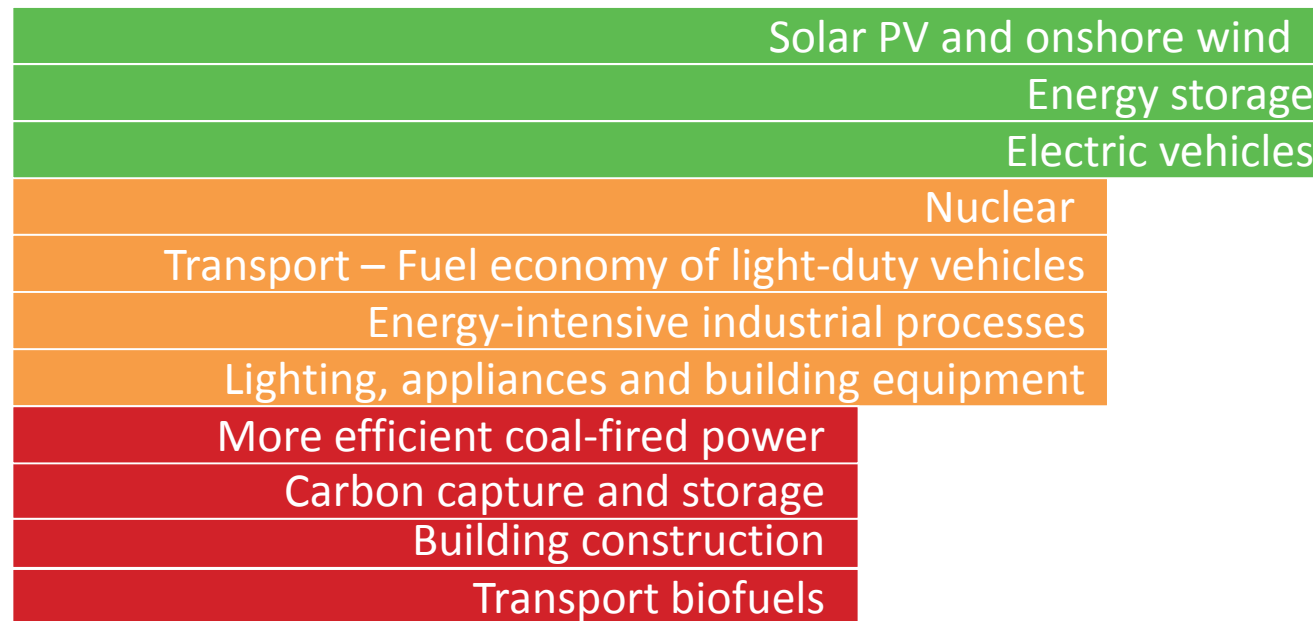 Solar PV and onshore wind
Energy storage
Electric vehicles
Nuclear
Transport – Fuel economy of light-duty vehicles
Energy-intensive industrial processes
Lighting, appliances and building equipment
More efficient coal-fired power
Carbon capture and storage
Building construction
Transport biofuels